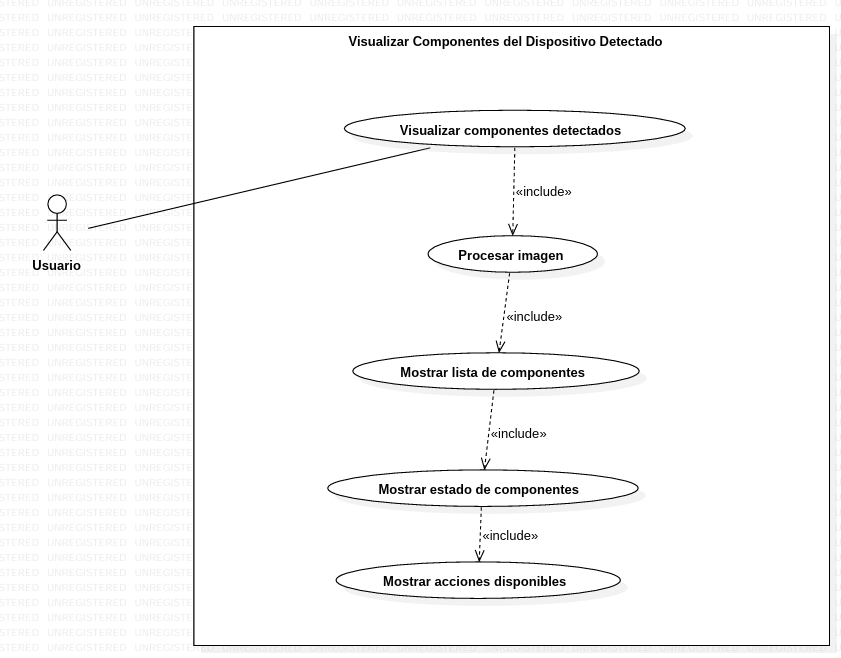 Visualizar Componentes del Dispositivo Detectado
Visualizar componentes detectados
«include»
Usuario
Procesar imagen
«include»
Mostrar lista de componentes
«include»
Mostrar estado de componentes
«include»
Mostrar acciones disponibles
UNREGISTERED